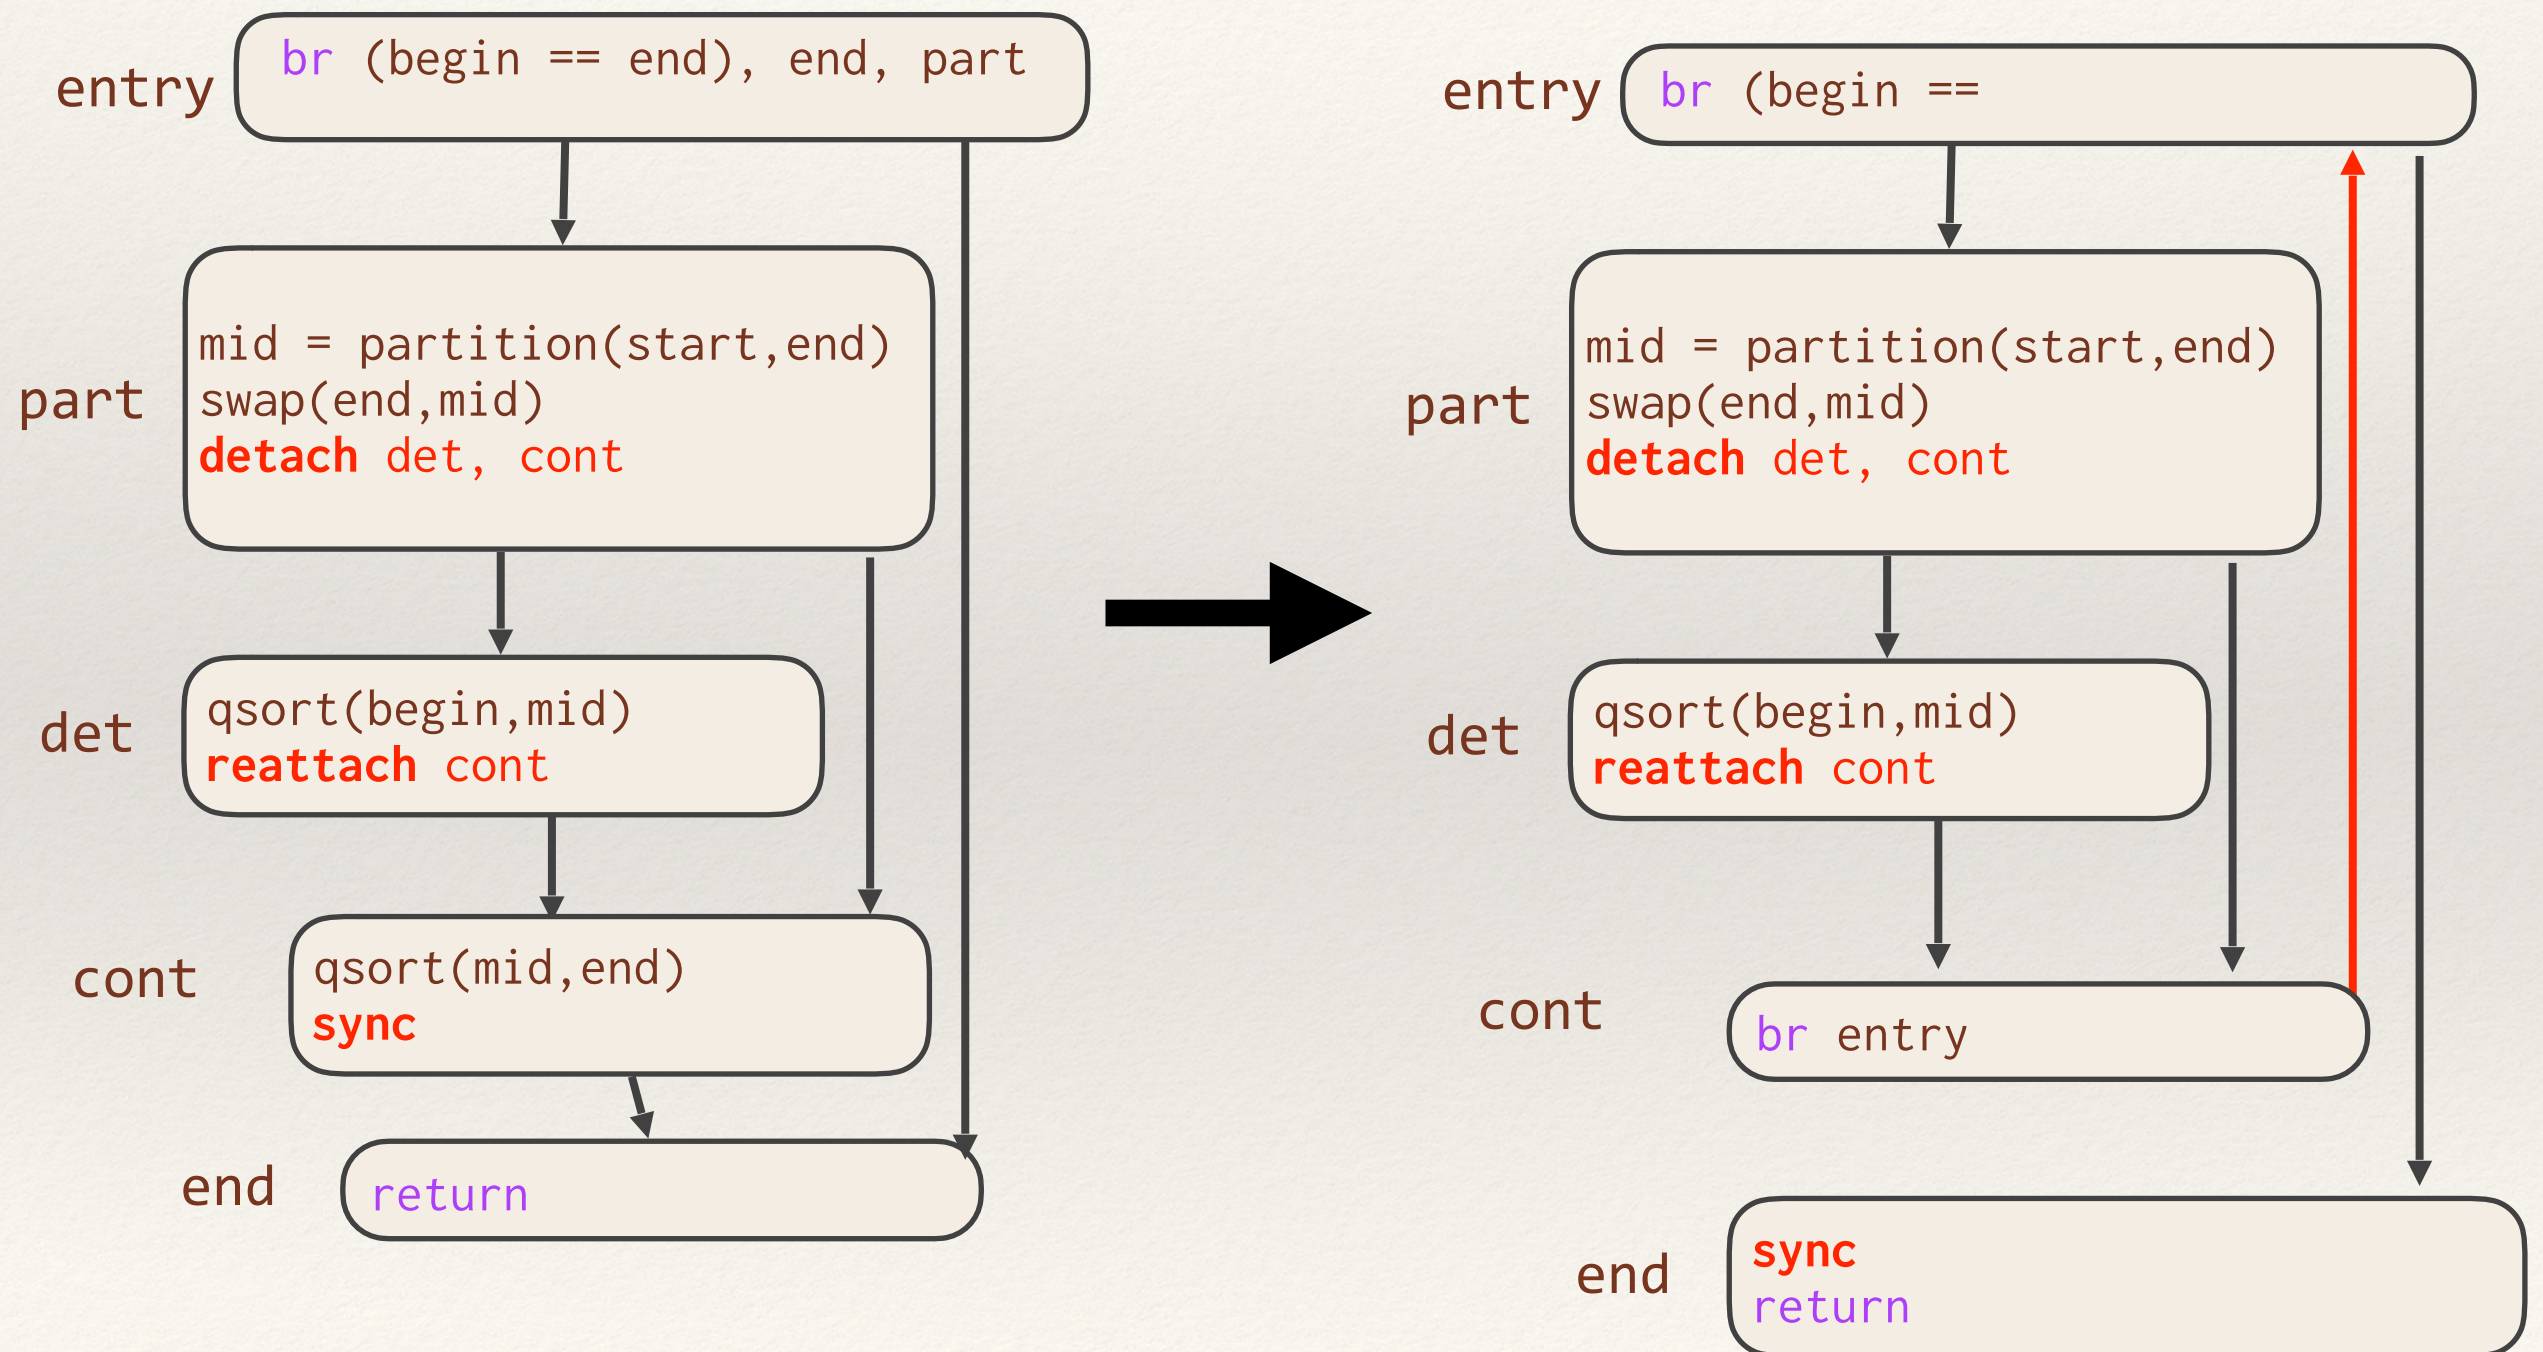 entry
br (begin == end), end, part
part
mid = partition(start,end)
swap(end,mid)
detach det, cont
det
qsort(begin,mid)
reattach cont
cont
qsort(mid,end)
sync
end
return
entry
br (begin ==
part
mid = partition(start,end)
swap(end,mid)
detach det, cont
det
qsort(begin,mid)
reattach cont
cont
br entry
end
sync
return